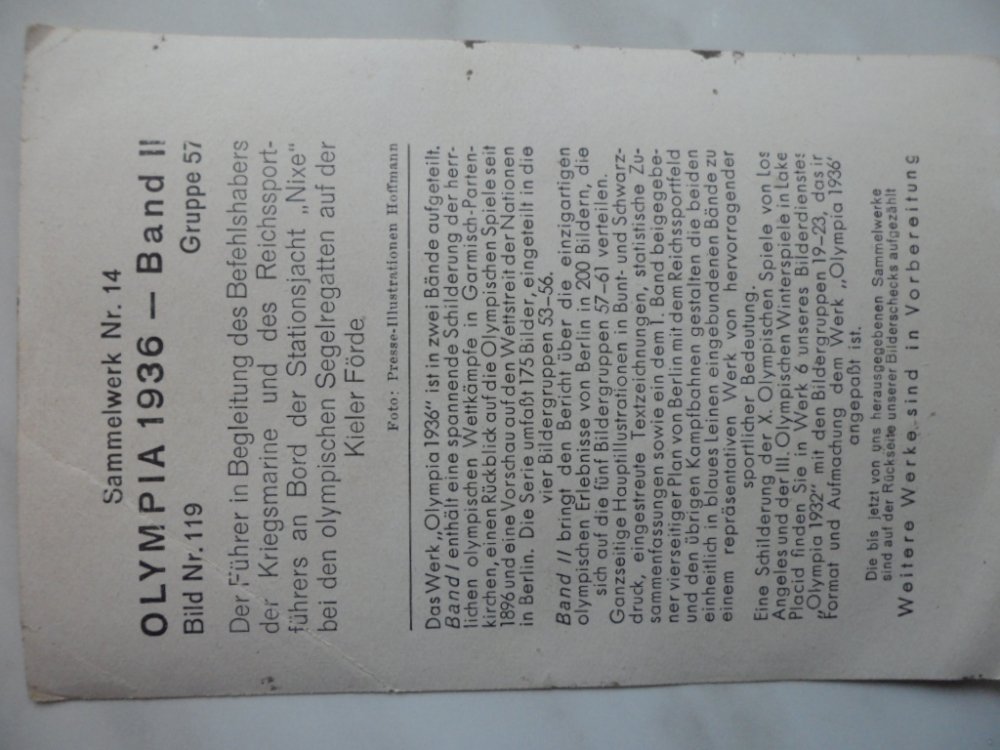 Sammelwerk Nr. 14
OLYMPIA 1936 — Band II
Bild Nr. 119 Gruppe 57
Der Führer in Begleitung des Befehlshabers
der Kriegsmarine und des Reichssport-
führers an Bord der Stationsjacht „Nixe“
bei den olympischen Segelregatten auf der
Kieler Förde.
Foto: Presse-Illustrationen Hoffmann
Das Werk „Olympia 1936“ ist in zwei Bände aufgeteilt.
Band I enthält eine spannende Schilderung der herr-
lichen olympischen Wettkämpfe in Garmisch-Parten-
kirchen, einen Rückblick auf die Olympischen Spiele seit
1896 und eine Vorschau auf den Wettstreit der Nationen
in Berlin. Die Serie umfaßt 175 Bilder, eingeteilt in die
vier Bildergruppen 53–56.
Band II bringt den Bericht über die einzigartigen
olympischen Erlebnisse von Berlin in 200 Bildern, die
sich auf die fünf Bildergruppen 57–61 verteilen.
Ganzseitige Hauptillustrationen in Bunt- und Schwarz-
druck, eingestreute Textzeichnungen, statistische Zu-
sammenfassungen sowie ein dem 1. Band beigegebe-
ner vierseitiger Plan von Berlin mit dem Reichssportfeld
und den übrigen Kampfbahnen gestalten die beiden
einheitlich in blaues Leinen eingebundenen Bände zu
einem repräsentativen Werk von hervorragender
sportlicher Bedeutung.
Eine Schilderung der X. Olympischen Spiele von Los
Angeles und der III. Olympischen Winterspiele in Lake
Placid finden Sie in Werk 6 unseres Bilderdienstes
„Olympia 1932“ mit den Bildergruppen 19–23, das in
Format und Aufmachung dem Werk „Olympia 1936“
angepaßt ist.
Die bis jetzt von uns herausgegebenen Sammelwerke
sind auf der Rückseite unserer Bilderschecks aufgezählt
Weitere Werke sind in Vorbereitung